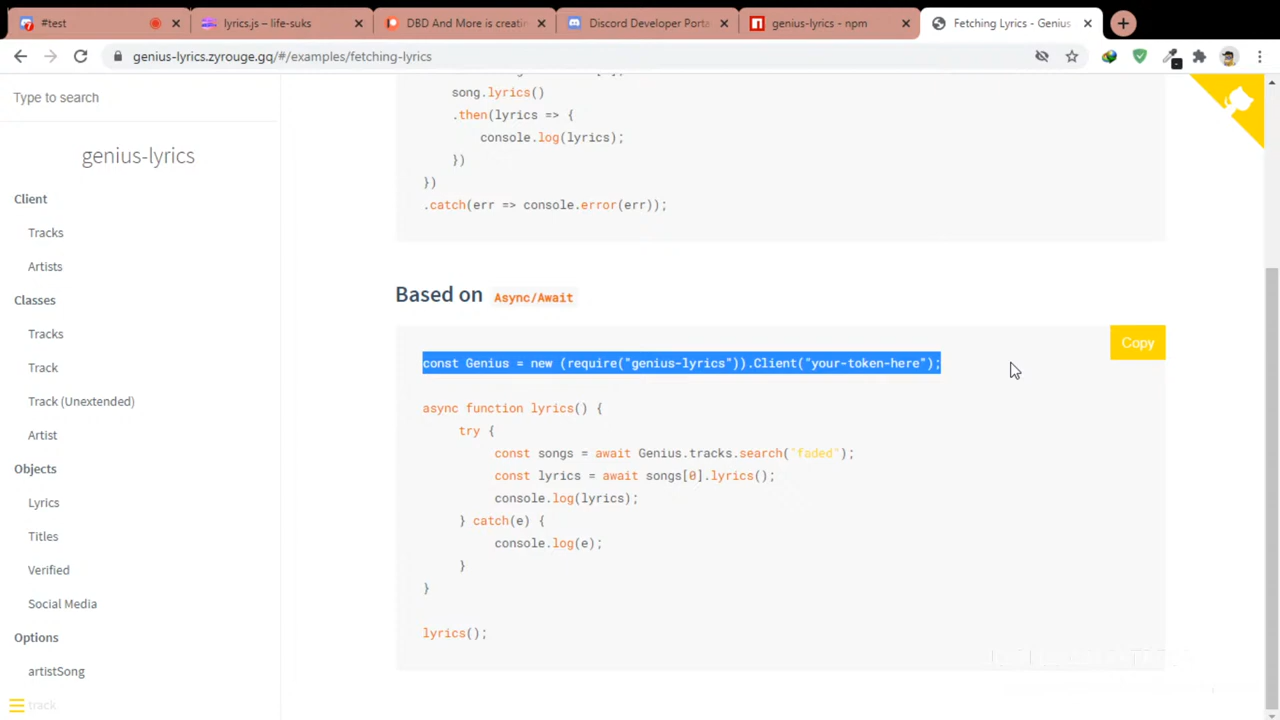 #test
lyrics.js – life-suks
DBD And More is creatin
Discord Developer Porta
genius-lyrics - npm
Fetching Lyrics - Genius
genius-lyrics.zyrouge.gq/#/examples/fetching-lyrics
Type to search
genius-lyrics
Client
Tracks
Artists
Classes
Tracks
Track
Track (Unextended)
Artist
Objects
Lyrics
Titles
Verified
Social Media
Options
artistSong
track
song.lyrics()
.then(lyrics => {
console.log(lyrics);
})
})
.catch(err => console.error(err));
Based on Async/Await
Copy
const Genius = new (require("genius-lyrics")).Client("your-token-here");
async function lyrics() {
try {
const songs = await Genius.tracks.search(`faded`);
const lyrics = await songs[0].lyrics();
console.log(lyrics);
} catch(e) {
console.log(e);
}
}
lyrics();